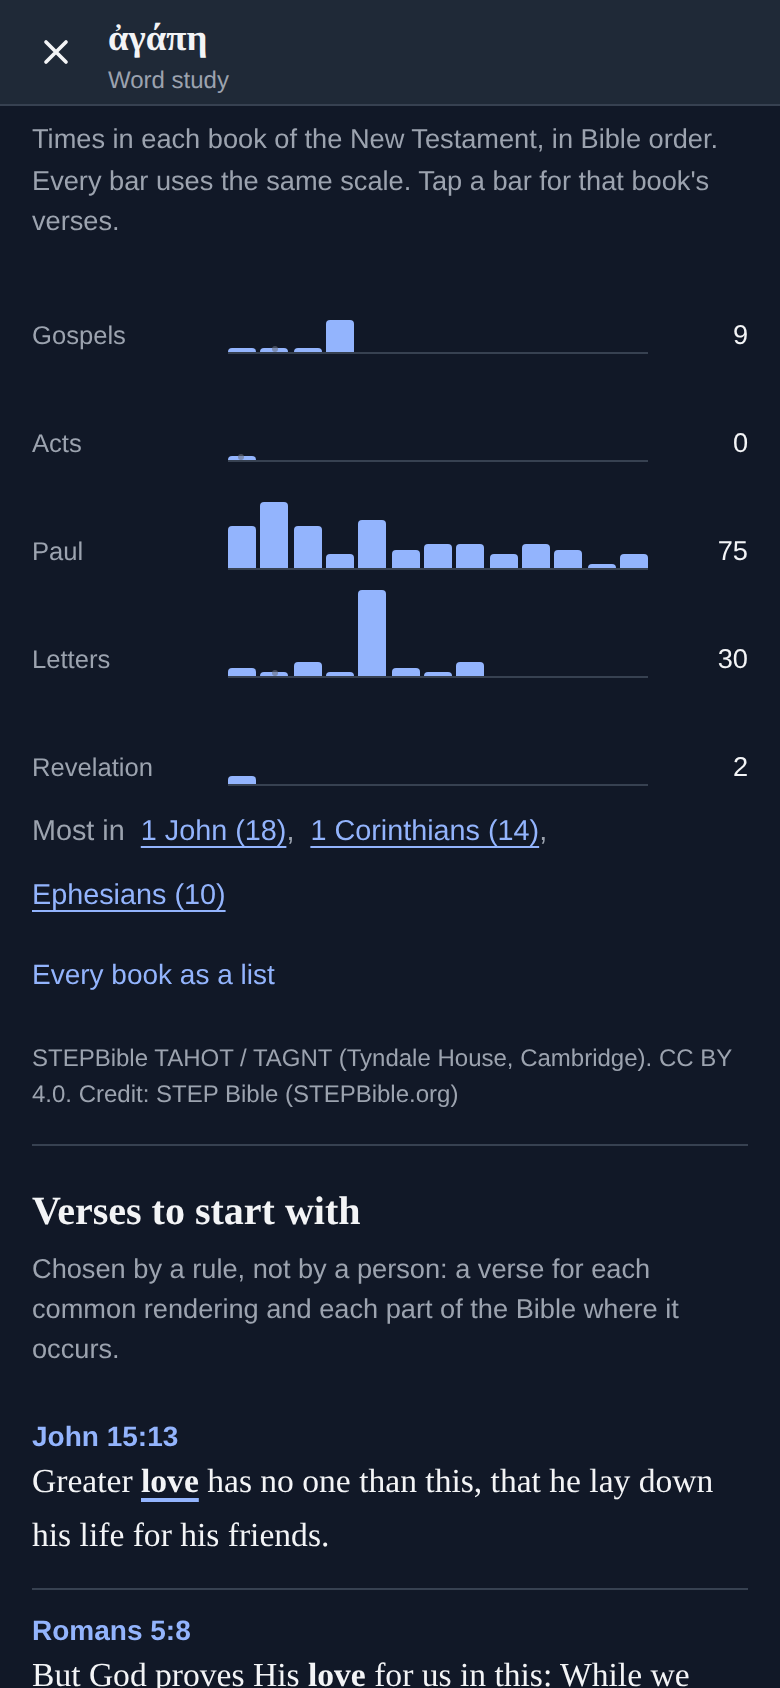 ἀγάπη
Word study
Times in each book of the New Testament, in Bible order.
Every bar uses the same scale. Tap a bar for that book's
verses.
Gospels 9
Acts 0
Paul 75
Letters 30
Revelation 2
Most in 1 John (18), 1 Corinthians (14),
Ephesians (10)
Every book as a list
STEPBible TAHOT / TAGNT (Tyndale House, Cambridge). CC BY
4.0. Credit: STEP Bible (STEPBible.org)
Verses to start with
Chosen by a rule, not by a person: a verse for each
common rendering and each part of the Bible where it
occurs.
John 15:13
Greater love has no one than this, that he lay down
his life for his friends.
Romans 5:8
But God proves His love for us in this: While we